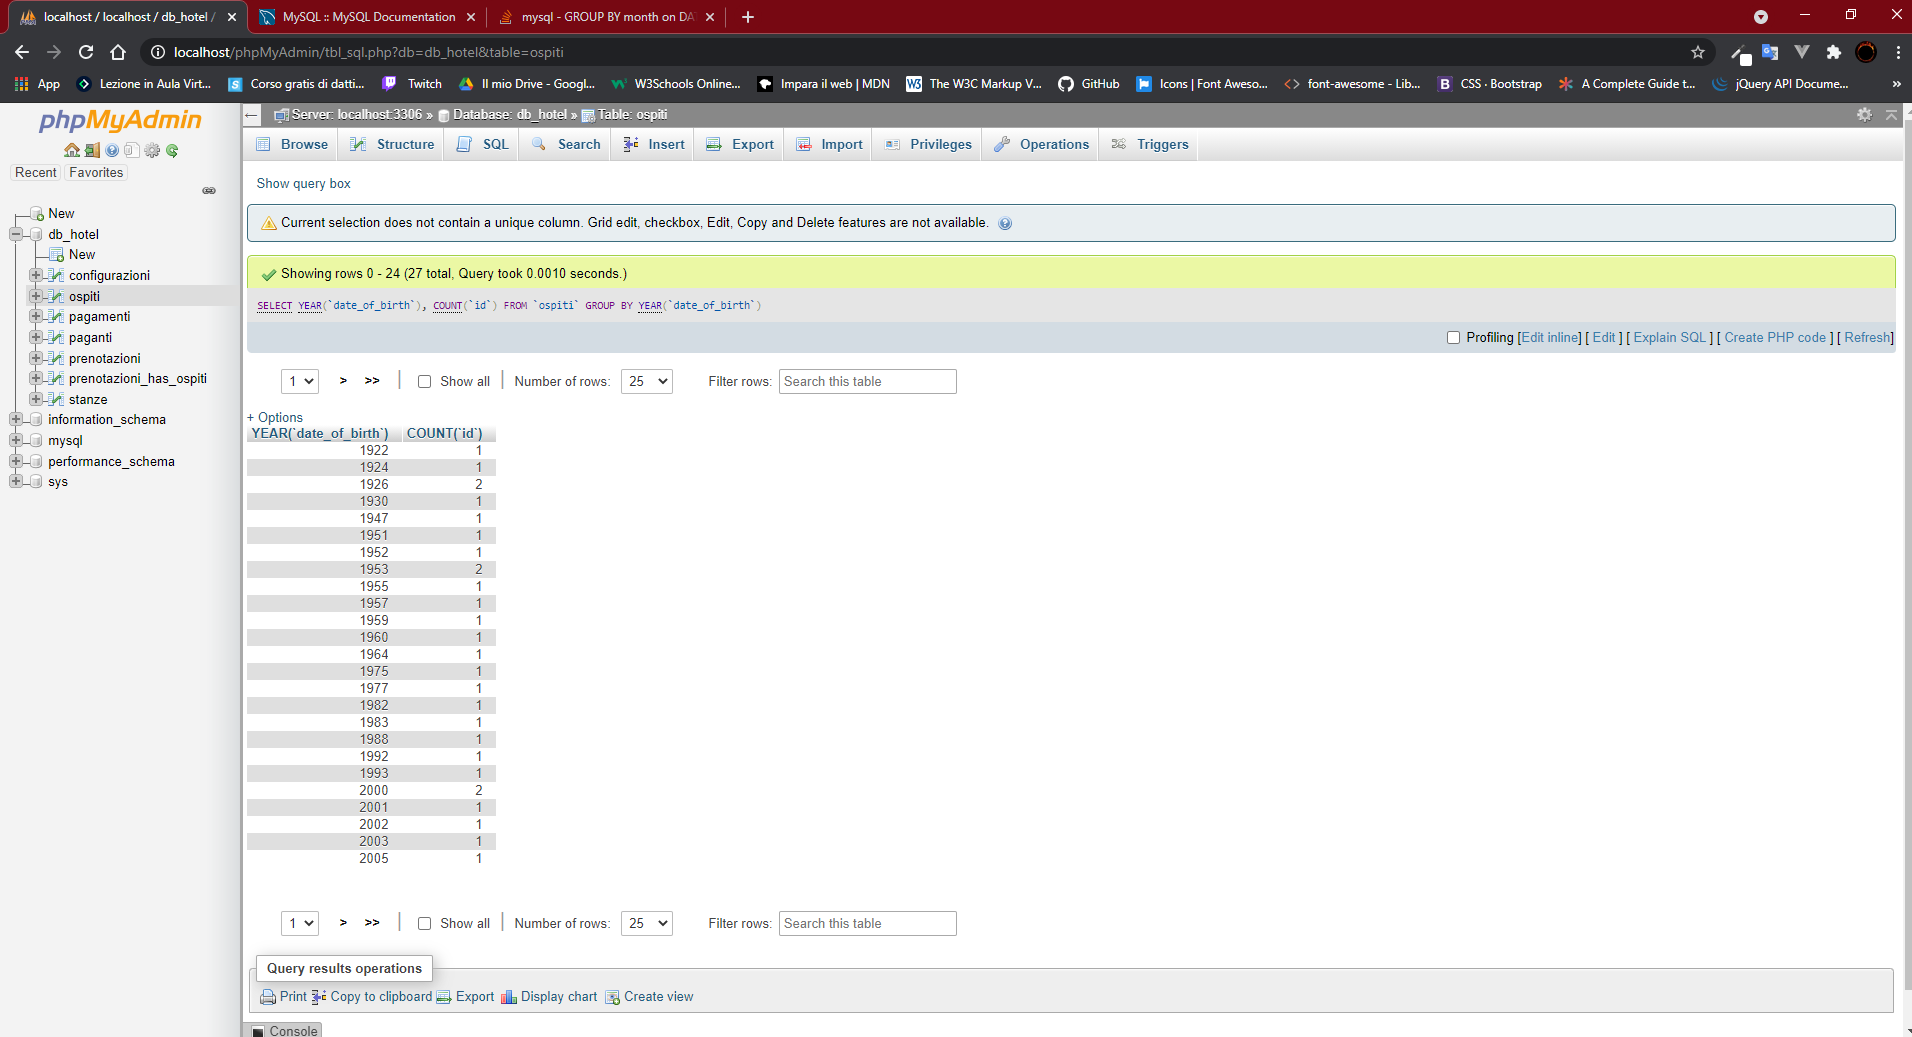 localhost / localhost / db_hotel /
MySQL :: MySQL Documentation
mysql - GROUP BY month on DA
localhost/phpMyAdmin/tbl_sql.php?db=db_hotel&table=ospiti
App
Lezione in Aula Virt...
Corso gratis di datti...
Twitch
Il mio Drive - Googl...
W3Schools Online...
Impara il web | MDN
The W3C Markup V...
GitHub
Icons | Font Aweso...
font-awesome - Lib...
CSS · Bootstrap
A Complete Guide t...
jQuery API Docume...
»
phpMyAdmin
Recent Favorites
New
db_hotel
New
configurazioni
ospiti
pagamenti
paganti
prenotazioni
prenotazioni_has_ospiti
stanze
information_schema
mysql
performance_schema
sys
Server: localhost:3306 » Database: db_hotel » Table: ospiti
Browse Structure SQL Search Insert Export Import Privileges Operations Triggers
Show query box
Current selection does not contain a unique column. Grid edit, checkbox, Edit, Copy and Delete features are not available.
Showing rows 0 - 24 (27 total, Query took 0.0010 seconds.)
SELECT YEAR(`date_of_birth`), COUNT(`id`) FROM `ospiti` GROUP BY YEAR(`date_of_birth`)
Profiling [Edit inline] [ Edit ] [ Explain SQL ] [ Create PHP code ] [ Refresh]
1 > >> | Show all | Number of rows: 25 Filter rows: Search this table
+ Options
YEAR(`date_of_birth`) COUNT(`id`)
1922 1
1924 1
1926 2
1930 1
1947 1
1951 1
1952 1
1953 2
1955 1
1957 1
1959 1
1960 1
1964 1
1975 1
1977 1
1982 1
1983 1
1988 1
1992 1
1993 1
2000 2
2001 1
2002 1
2003 1
2005 1
1 > >> | Show all | Number of rows: 25 Filter rows: Search this table
Query results operations
Print Copy to clipboard Export Display chart Create view
Console